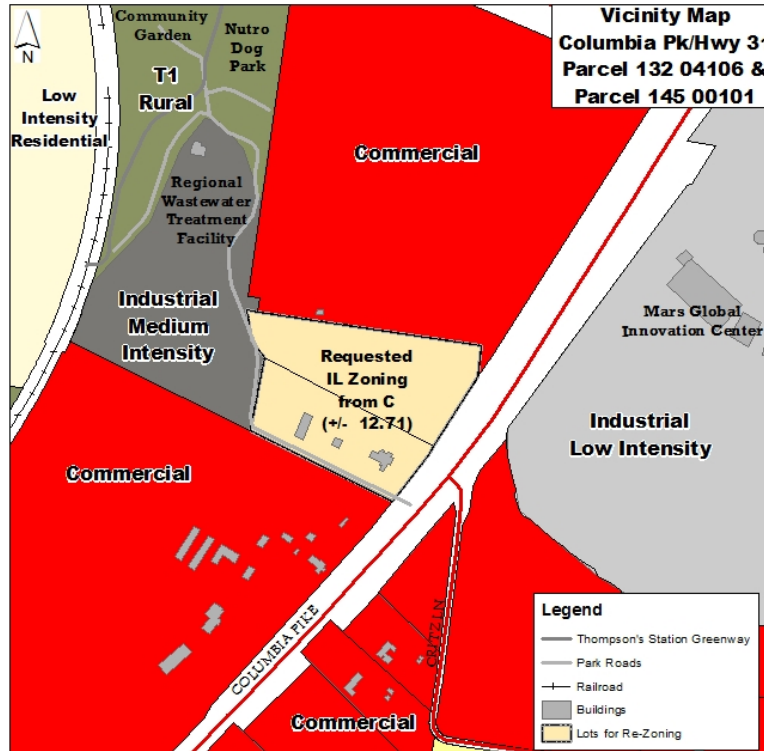 Vicinity Map
Columbia Pk/Hwy 31
Parcel 132 04106 &
Parcel 145 00101
N
Community
Garden
Nutro
Dog
Park
T1
Rural
Low
Intensity
Residential
Commercial
Regional
Wastewater
Treatment
Facility
Industrial
Medium
Intensity
Requested
IL Zoning
from C
(+/- 12.71)
Mars Global
Innovation Center
Industrial
Low Intensity
Commercial
COLUMBIA PIKE
CRITZ LN
Commercial
Legend
Thompson's Station Greenway
Park Roads
Railroad
Buildings
Lots for Re-Zoning